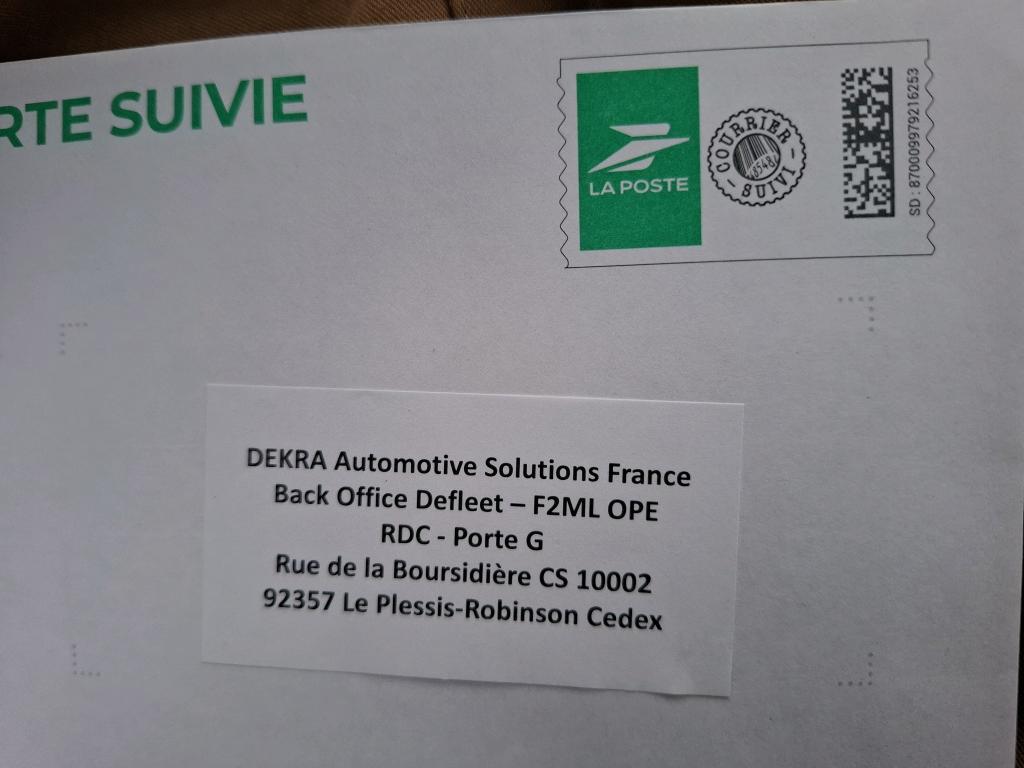 RTE SUIVIE
LA POSTE
COURRIER
SUIVI
SD : 870009979216253
DEKRA Automotive Solutions France
Back Office Defleet – F2ML OPE
RDC - Porte G
Rue de la Boursidière CS 10002
92357 Le Plessis-Robinson Cedex